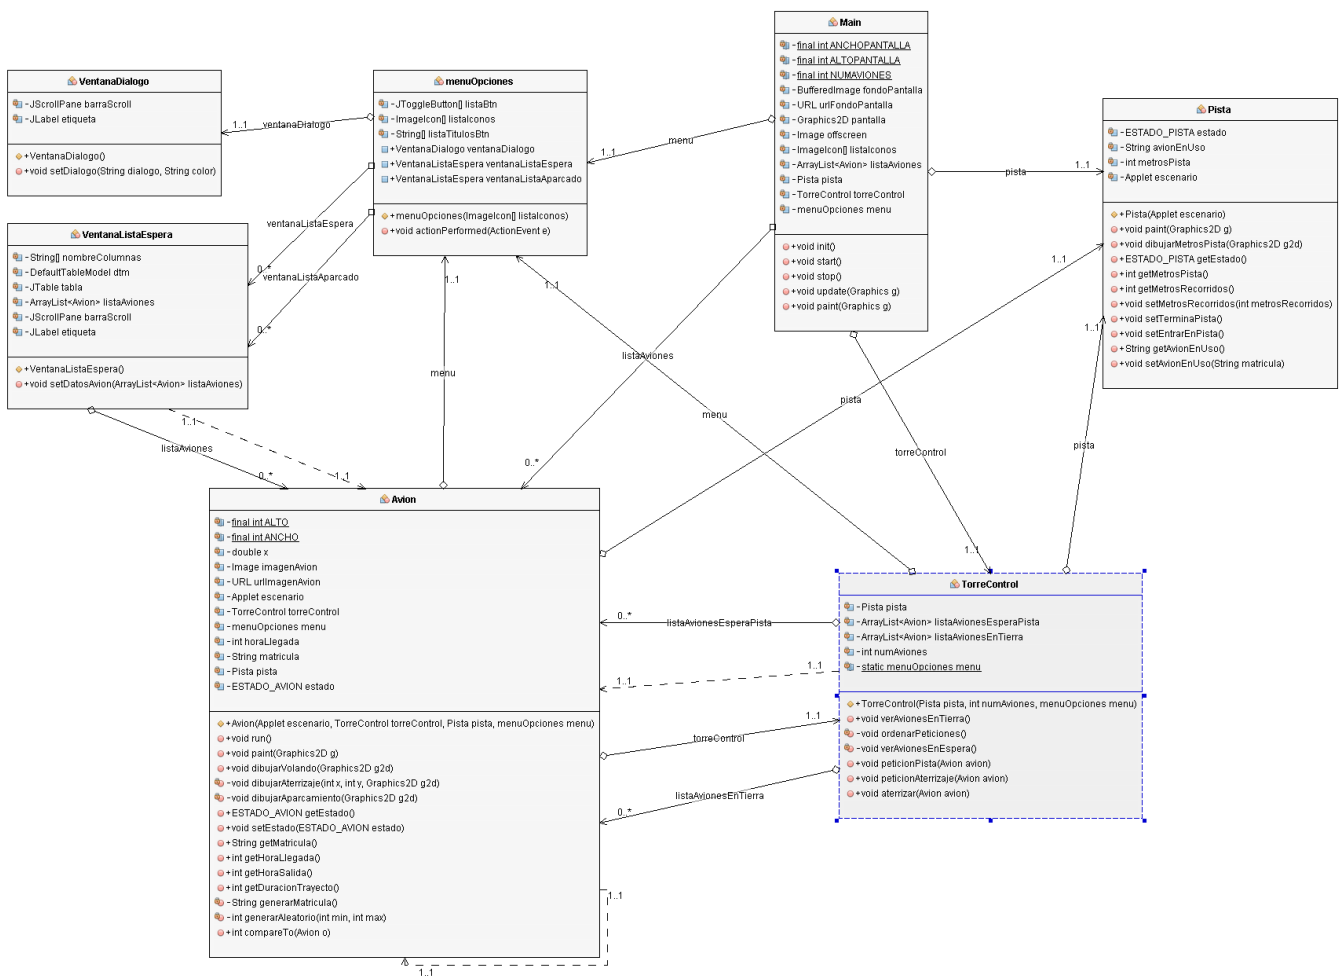 Main
-final int ANCHOPANTALLA
-final int ALTOPANTALLA
-final int NUMAVIONES
-BufferedImage fondoPantalla
-URL urlFondoPantalla
-Graphics2D pantalla
-Image offscreen
-ImageIcon[] listaIconos
-ArrayList<Avion> listaAviones
-Pista pista
-TorreControl torreControl
-menuOpciones menu
+void init()
+void start()
+void stop()
+void update(Graphics g)
+void paint(Graphics g)
VentanaDialogo
-JScrollPane barraScroll
-JLabel etiqueta
+VentanaDialogo()
+void setDialogo(String dialogo, String color)
menuOpciones
-JToggleButton[] listaBtn
-ImageIcon[] listaIconos
-String[] listaTitulosBtn
-VentanaDialogo ventanaDialogo
-VentanaListaEspera ventanaListaEspera
-VentanaListaEspera ventanaListaAparcado
+menuOpciones(ImageIcon[] listaIconos)
+void actionPerformed(ActionEvent e)
Pista
-ESTADO_PISTA estado
-String avionEnUso
-int metrosPista
-Applet escenario
+Pista(Applet escenario)
+void paint(Graphics2D g)
+void dibujarMetrosPista(Graphics2D g2d)
+ESTADO_PISTA getEstado()
+int getMetrosPista()
+int getMetrosRecorridos()
+void setMetrosRecorridos(int metrosRecorridos)
+void setTerminaPista()
+void setEntrarEnPista()
+String getAvionEnUso()
+void setAvionEnUso(String matricula)
VentanaListaEspera
-String[] nombreColumnas
-DefaultTableModel dtm
-JTable tabla
-ArrayList<Avion> listaAviones
-JScrollPane barraScroll
-JLabel etiqueta
+VentanaListaEspera()
+void setDatosAvion(ArrayList<Avion> listaAviones)
1..1
ventanaDialogo
menu
1..1
pista
1..1
ventanaListaEspera
0..*
ventanaListaAparcado
0..*
1..1
menu
1..1
menu
listaAviones
0..*
1..1
pista
1..1
pista
torreControl
1..1
listaAviones
0..*
1..1
1..1
Avion
-final int ALTO
-final int ANCHO
-double x
-Image imagenAvion
-URL urlImagenAvion
-Applet escenario
-TorreControl torreControl
-menuOpciones menu
-int horaLlegada
-String matricula
-Pista pista
-ESTADO_AVION estado
+Avion(Applet escenario, TorreControl torreControl, Pista pista, menuOpciones menu)
+void run()
+void paint(Graphics2D g)
+void dibujarVolando(Graphics2D g2d)
-void dibujarAterrizaje(int x, int y, Graphics2D g2d)
-void dibujarAparcamiento(Graphics2D g2d)
+ESTADO_AVION getEstado()
+void setEstado(ESTADO_AVION estado)
+String getMatricula()
+int getHoraLlegada()
+int getHoraSalida()
+int getDuracionTrayecto()
-String generarMatricula()
-int generarAleatorio(int min, int max)
+int compareTo(Avion o)
0..*
listaAvionesEsperaPista
1..1
1..1
1..1
torreControl
listaAvionesEnTierra
0..*
1..1
1..1
TorreControl
-Pista pista
-ArrayList<Avion> listaAvionesEsperaPista
-ArrayList<Avion> listaAvionesEnTierra
-int numAviones
-static menuOpciones menu
+TorreControl(Pista pista, int numAviones, menuOpciones menu)
+void verAvionesEnTierra()
-void ordenarPeticiones()
-void verAvionesEnEspera()
+void peticionPista(Avion avion)
+void peticionAterrizaje(Avion avion)
+void aterrizar(Avion avion)